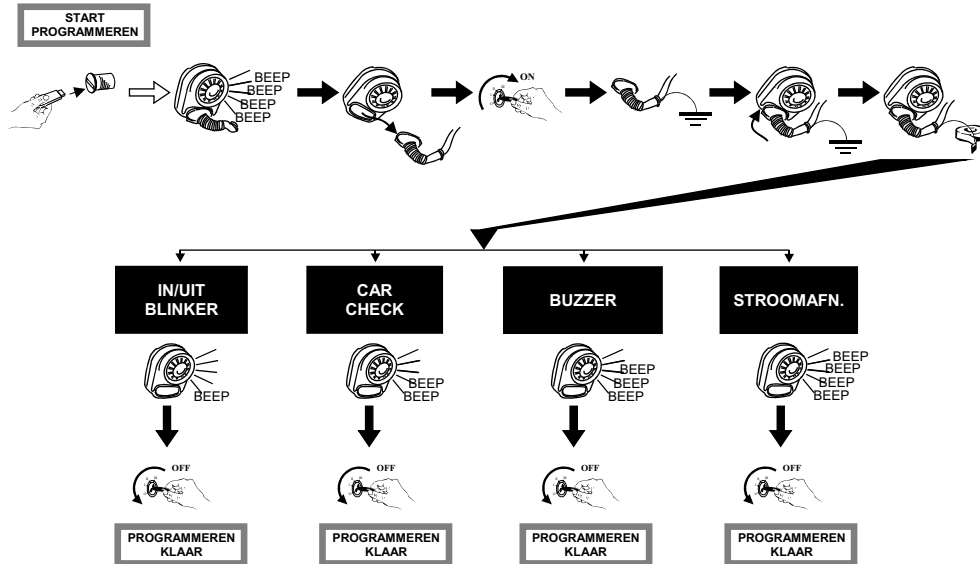 START
PROGRAMMEREN
BEEP
BEEP
BEEP
BEEP
ON
IN/UIT
BLINKER
CAR
CHECK
BUZZER
STROOMAFN.
BEEP
BEEP
BEEP
BEEP
BEEP
BEEP
BEEP
BEEP
BEEP
BEEP
OFF
OFF
OFF
OFF
PROGRAMMEREN
KLAAR
PROGRAMMEREN
KLAAR
PROGRAMMEREN
KLAAR
PROGRAMMEREN
KLAAR